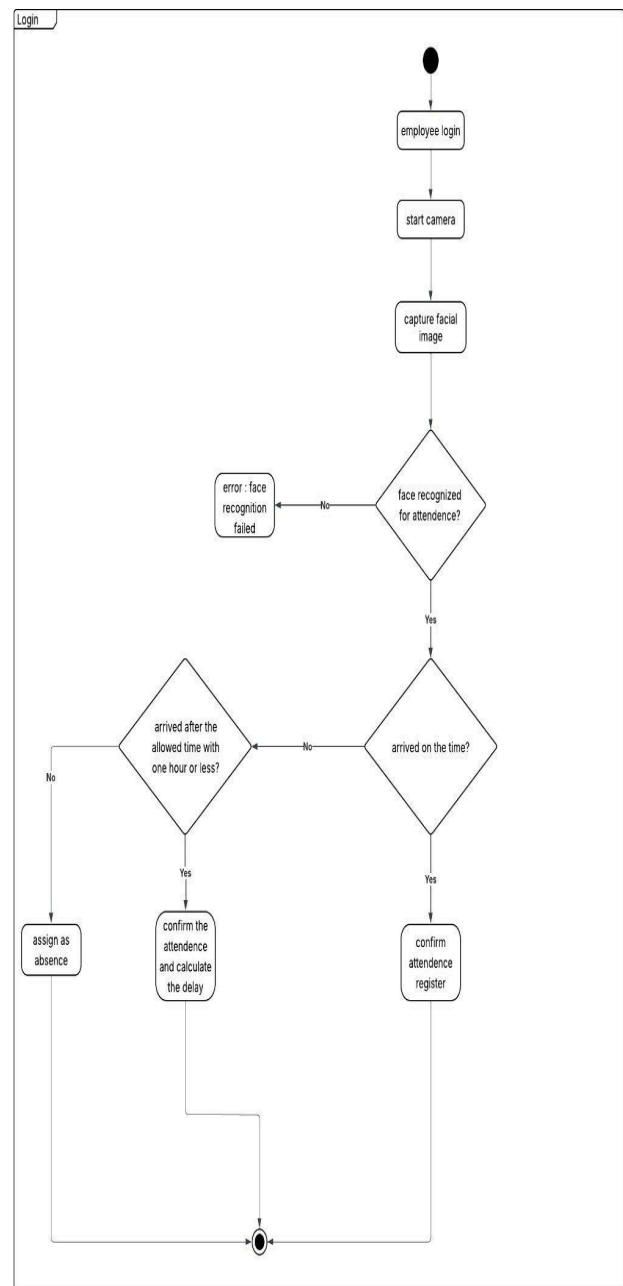 Login
employee login
start camera
capture facial
image
face recognized
for attendence?
No
error : face
recognition
failed
Yes
arrived on the time?
No
arrived after the
allowed time with
one hour or less?
No
Yes
Yes
assign as
absence
confirm the
attendence
and calculate
the delay
confirm
attendence
register